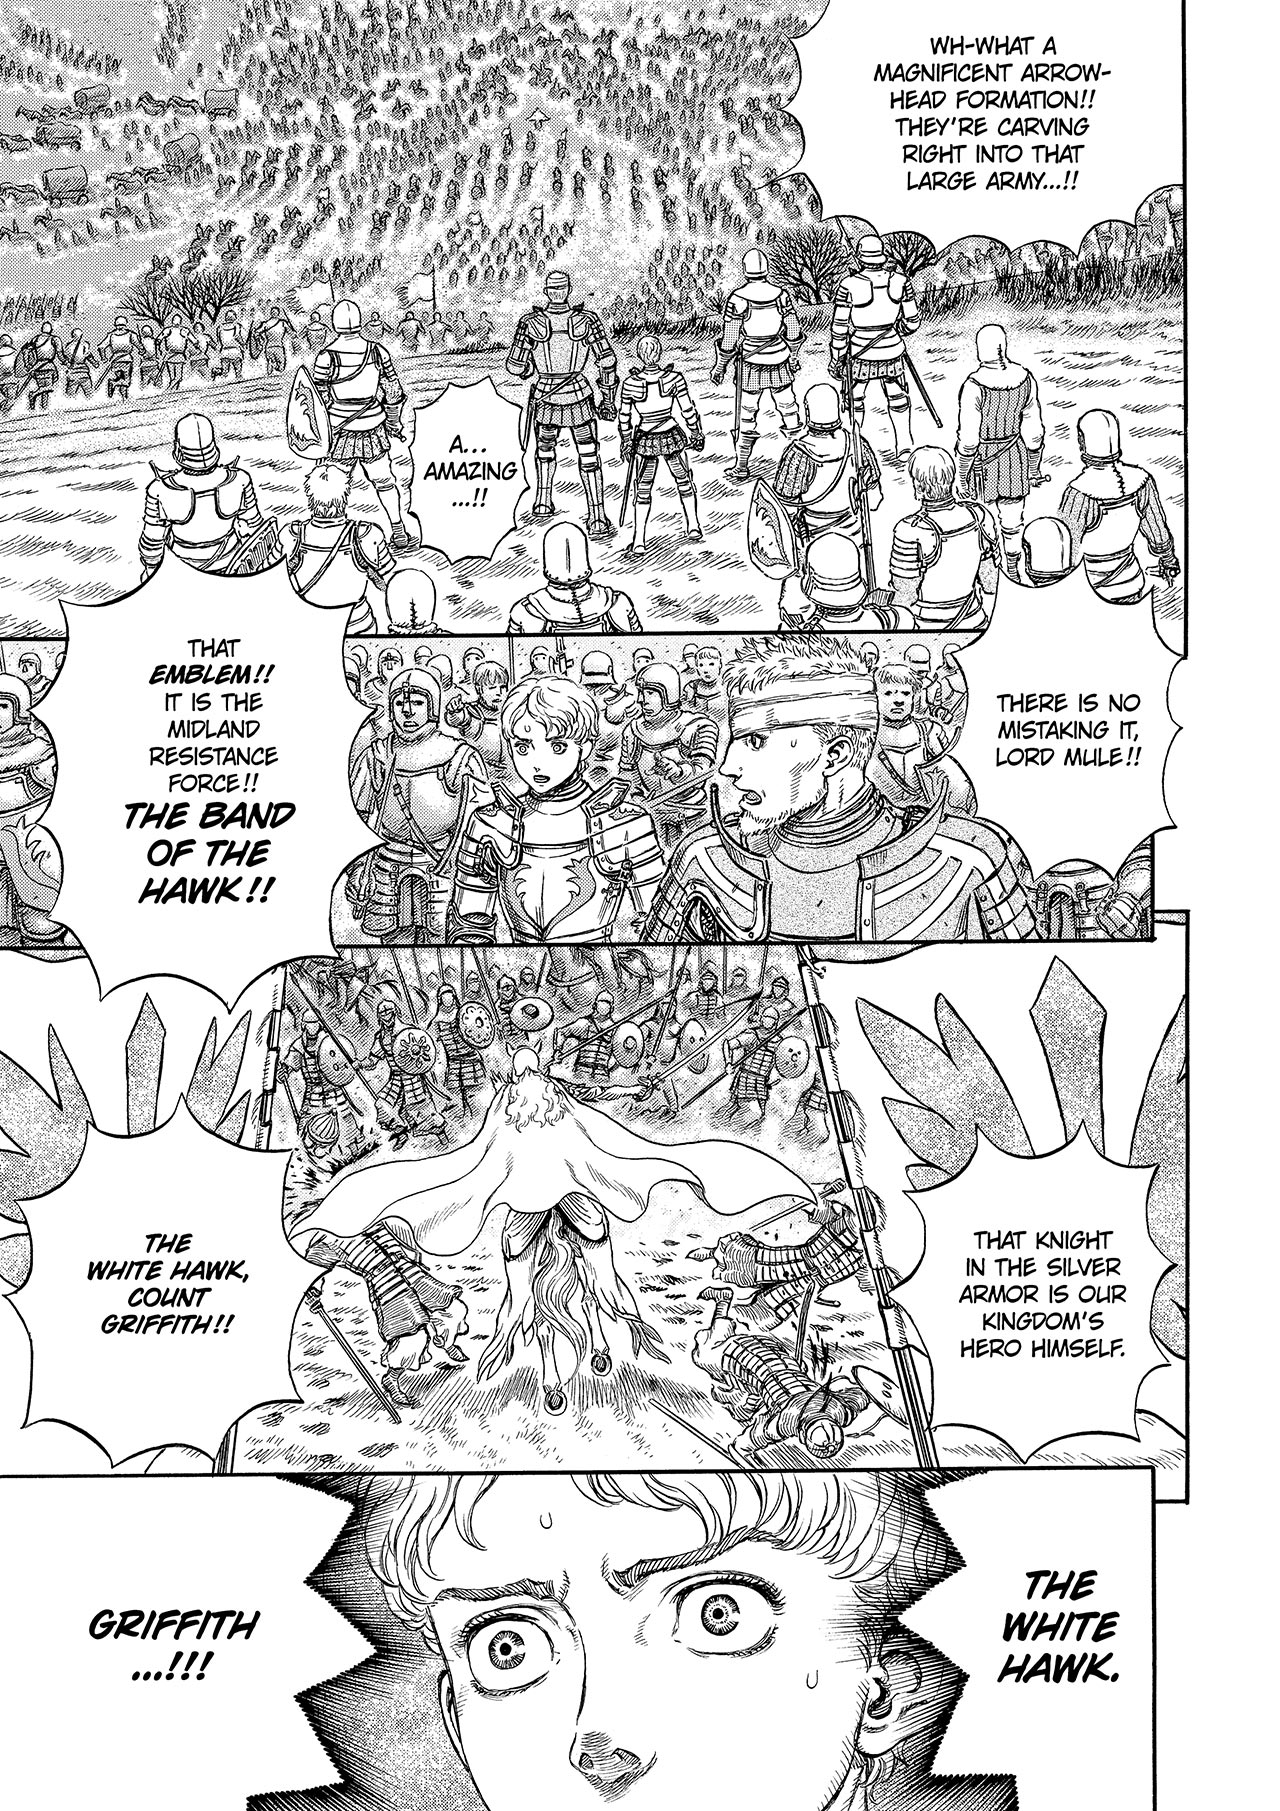 WH-WHAT A
MAGNIFICENT ARROW-
HEAD FORMATION!!
THEY'RE CARVING
RIGHT INTO THAT
LARGE ARMY...!!
A...
AMAZING
...!!
THERE IS NO
MISTAKING IT,
LORD MULE!!
THAT
EMBLEM!!
IT IS THE
MIDLAND
RESISTANCE
FORCE!!
THE BAND
OF THE
HAWK!!
THAT KNIGHT
IN THE SILVER
ARMOR IS OUR
KINGDOM'S
HERO HIMSELF.
THE
WHITE HAWK,
COUNT
GRIFFITH!!
THE
WHITE
HAWK.
GRIFFITH
...!!!